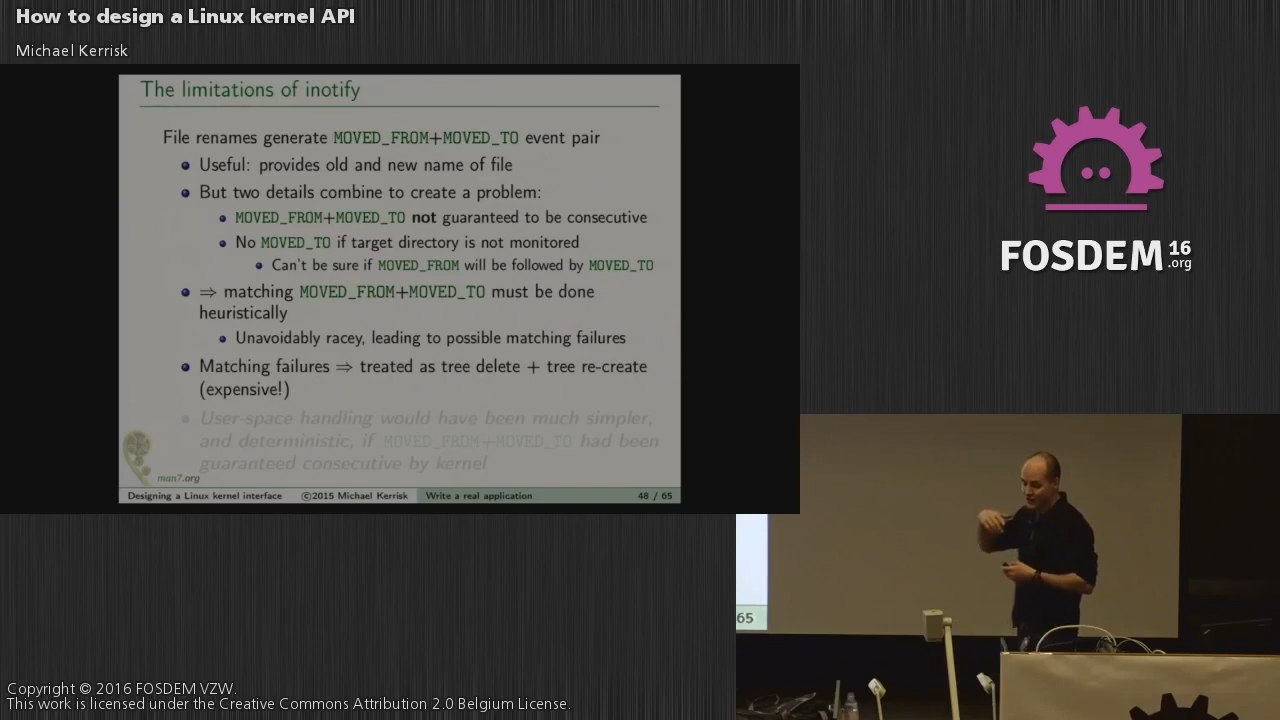 How to design a Linux kernel API
Michael Kerrisk
The limitations of inotify
File renames generate MOVED_FROM+MOVED_TO event pair
Useful: provides old and new name of file
But two details combine to create a problem:
MOVED_FROM+MOVED_TO not guaranteed to be consecutive
No MOVED_TO if target directory is not monitored
Can't be sure if MOVED_FROM will be followed by MOVED_TO
⇒ matching MOVED_FROM+MOVED_TO must be done
heuristically
Unavoidably racey, leading to possible matching failures
Matching failures ⇒ treated as tree delete + tree re-create
(expensive!)
User-space handling would have been much simpler,
and deterministic, if MOVED_FROM+MOVED_TO had been
guaranteed consecutive by kernel
man7.org
Designing a Linux kernel interface ©2015 Michael Kerrisk Write a real application 48 / 65
FOSDEM 16
.org
65
Copyright © 2016 FOSDEM VZW.
This work is licensed under the Creative Commons Attribution 2.0 Belgium License.